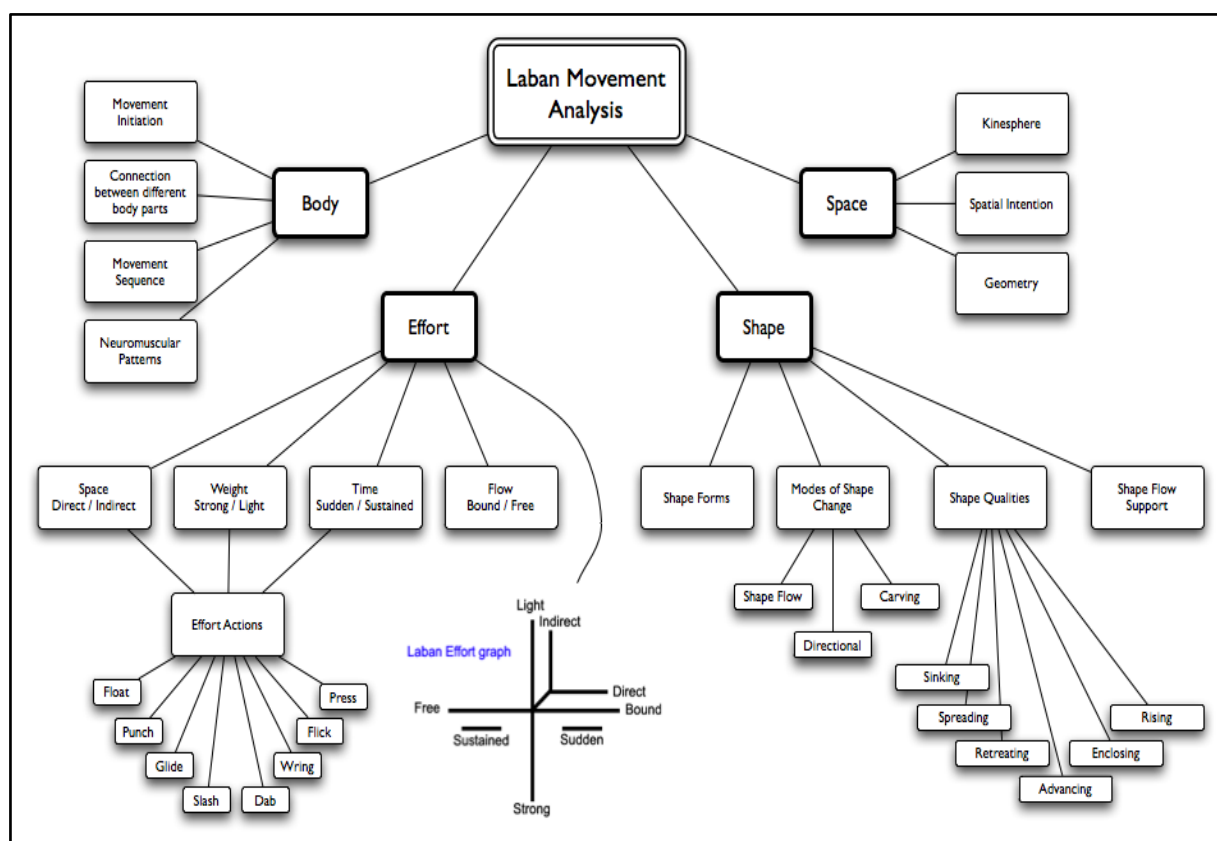 Laban Movement
Analysis
Movement
Initiation
Connection
between different
body parts
Movement
Sequence
Neuromuscular
Patterns
Body
Space
Kinesphere
Spatial Intention
Geometry
Effort
Shape
Space
Direct / Indirect
Weight
Strong / Light
Time
Sudden / Sustained
Flow
Bound / Free
Shape Forms
Modes of Shape
Change
Shape Qualities
Shape Flow
Support
Effort Actions
Float
Punch
Glide
Slash
Dab
Wring
Flick
Press
Laban Effort graph
Light
Indirect
Direct
Free
Bound
Sustained
Sudden
Strong
Shape Flow
Directional
Carving
Sinking
Spreading
Retreating
Advancing
Enclosing
Rising